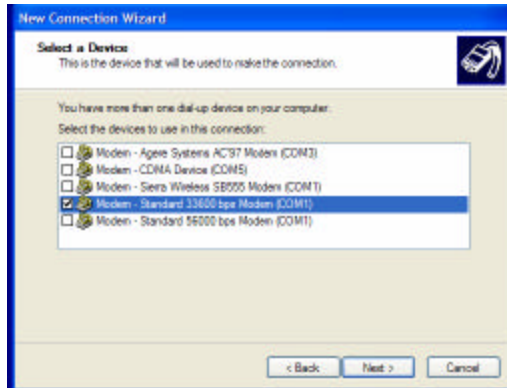 New Connection Wizard
Select a Device
This is the device that will be used to make the connection.
You have more than one dial-up device on your computer.
Select the devices to use in this connection:
Modem - Agere Systems AC'97 Modem (COM3)
Modem - CDMA Device (COM5)
Modem - Sierra Wireless SB555 Modem (COM1)
Modem - Standard 33600 bps Modem (COM1)
Modem - Standard 56000 bps Modem (COM1)
< Back
Next >
Cancel